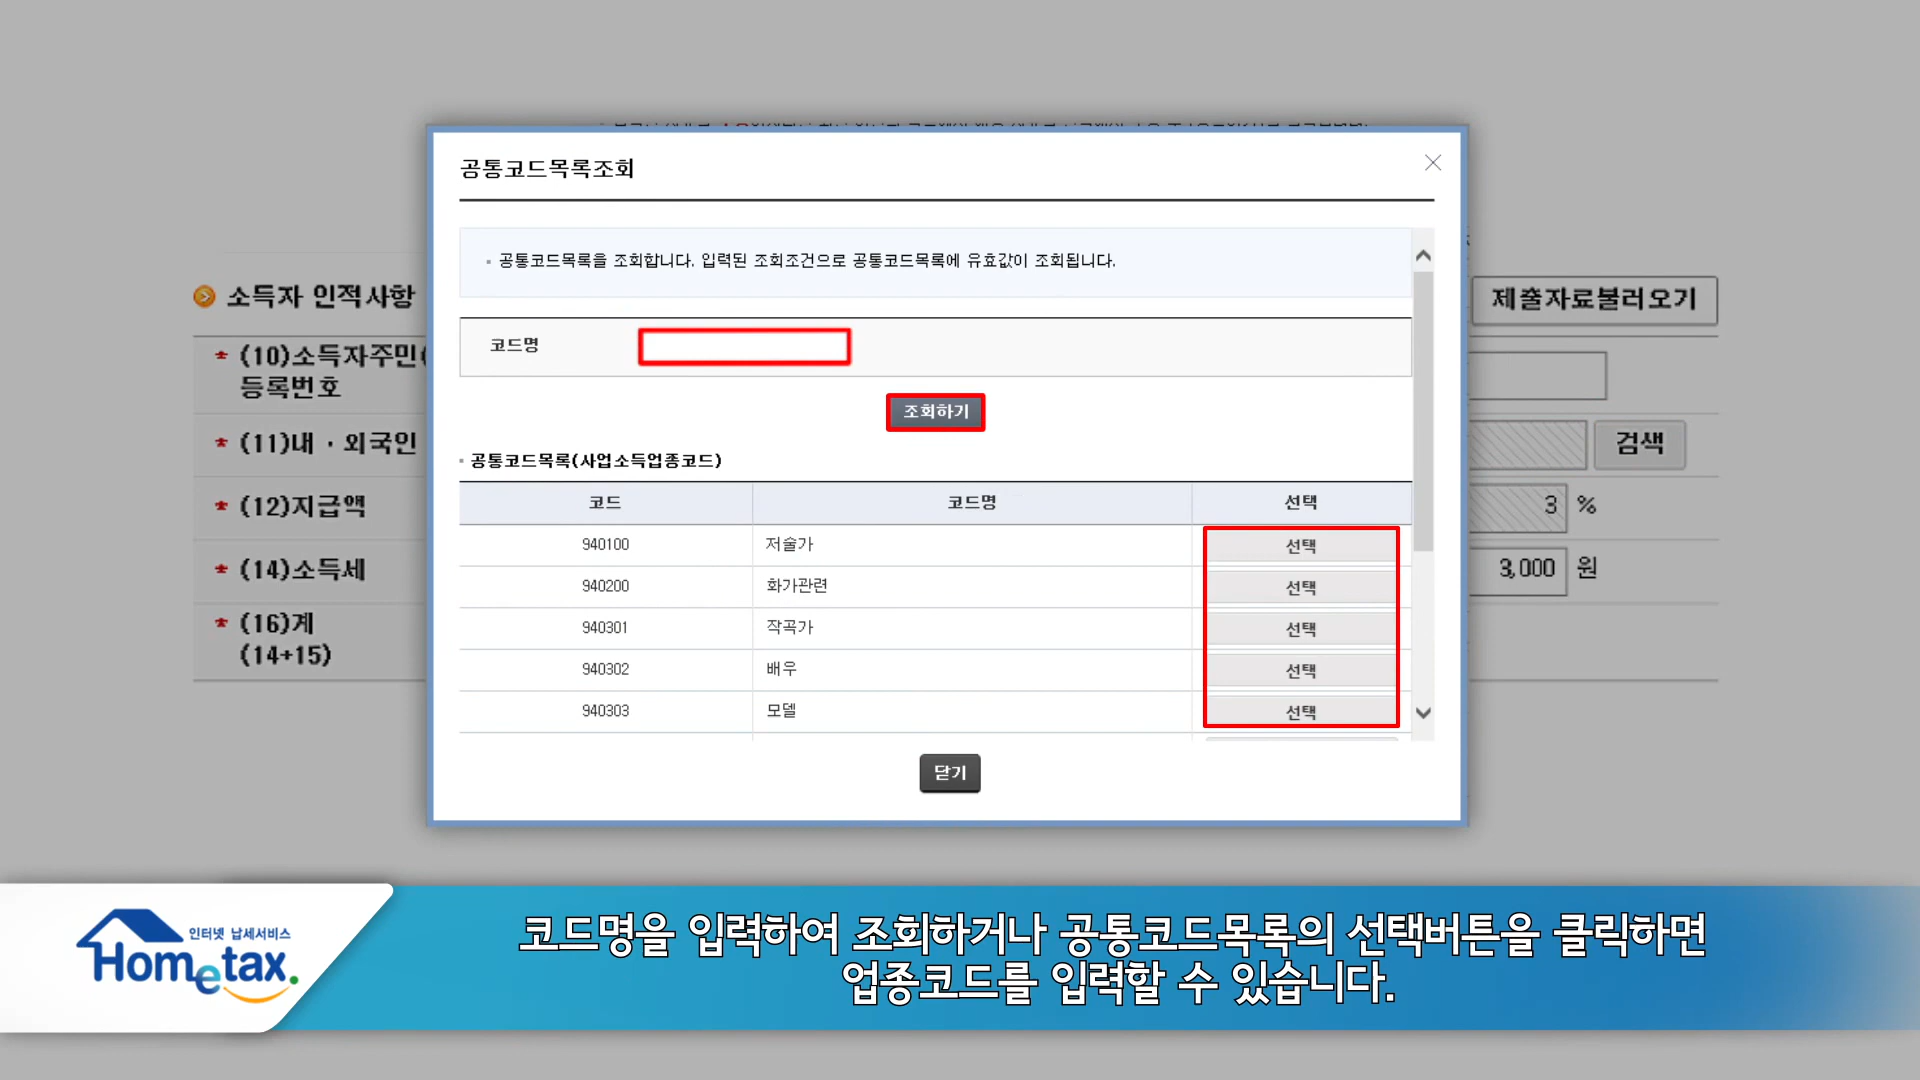 공통코드목록조회
공통코드목록을 조회합니다. 입력된 조회조건으로 공통코드목록에 유효값이 조회됩니다.
코드명
조회하기
공통코드목록(사업소득업종코드)
코드 코드명 선택
940100 저술가 선택
940200 화가관련 선택
940301 작곡가 선택
940302 배우 선택
940303 모델 선택
닫기
소득자 인적사항
제출자료불러오기
* (10)소득자주민(
등록번호
* (11)내 · 외국인
검색
* (12)지급액
3 %
* (14)소득세
3,000 원
* (16)계
(14+15)
인터넷 납세서비스
Hometax.
코드명을 입력하여 조회하거나 공통코드목록의 선택버튼을 클릭하면
업종코드를 입력할 수 있습니다.